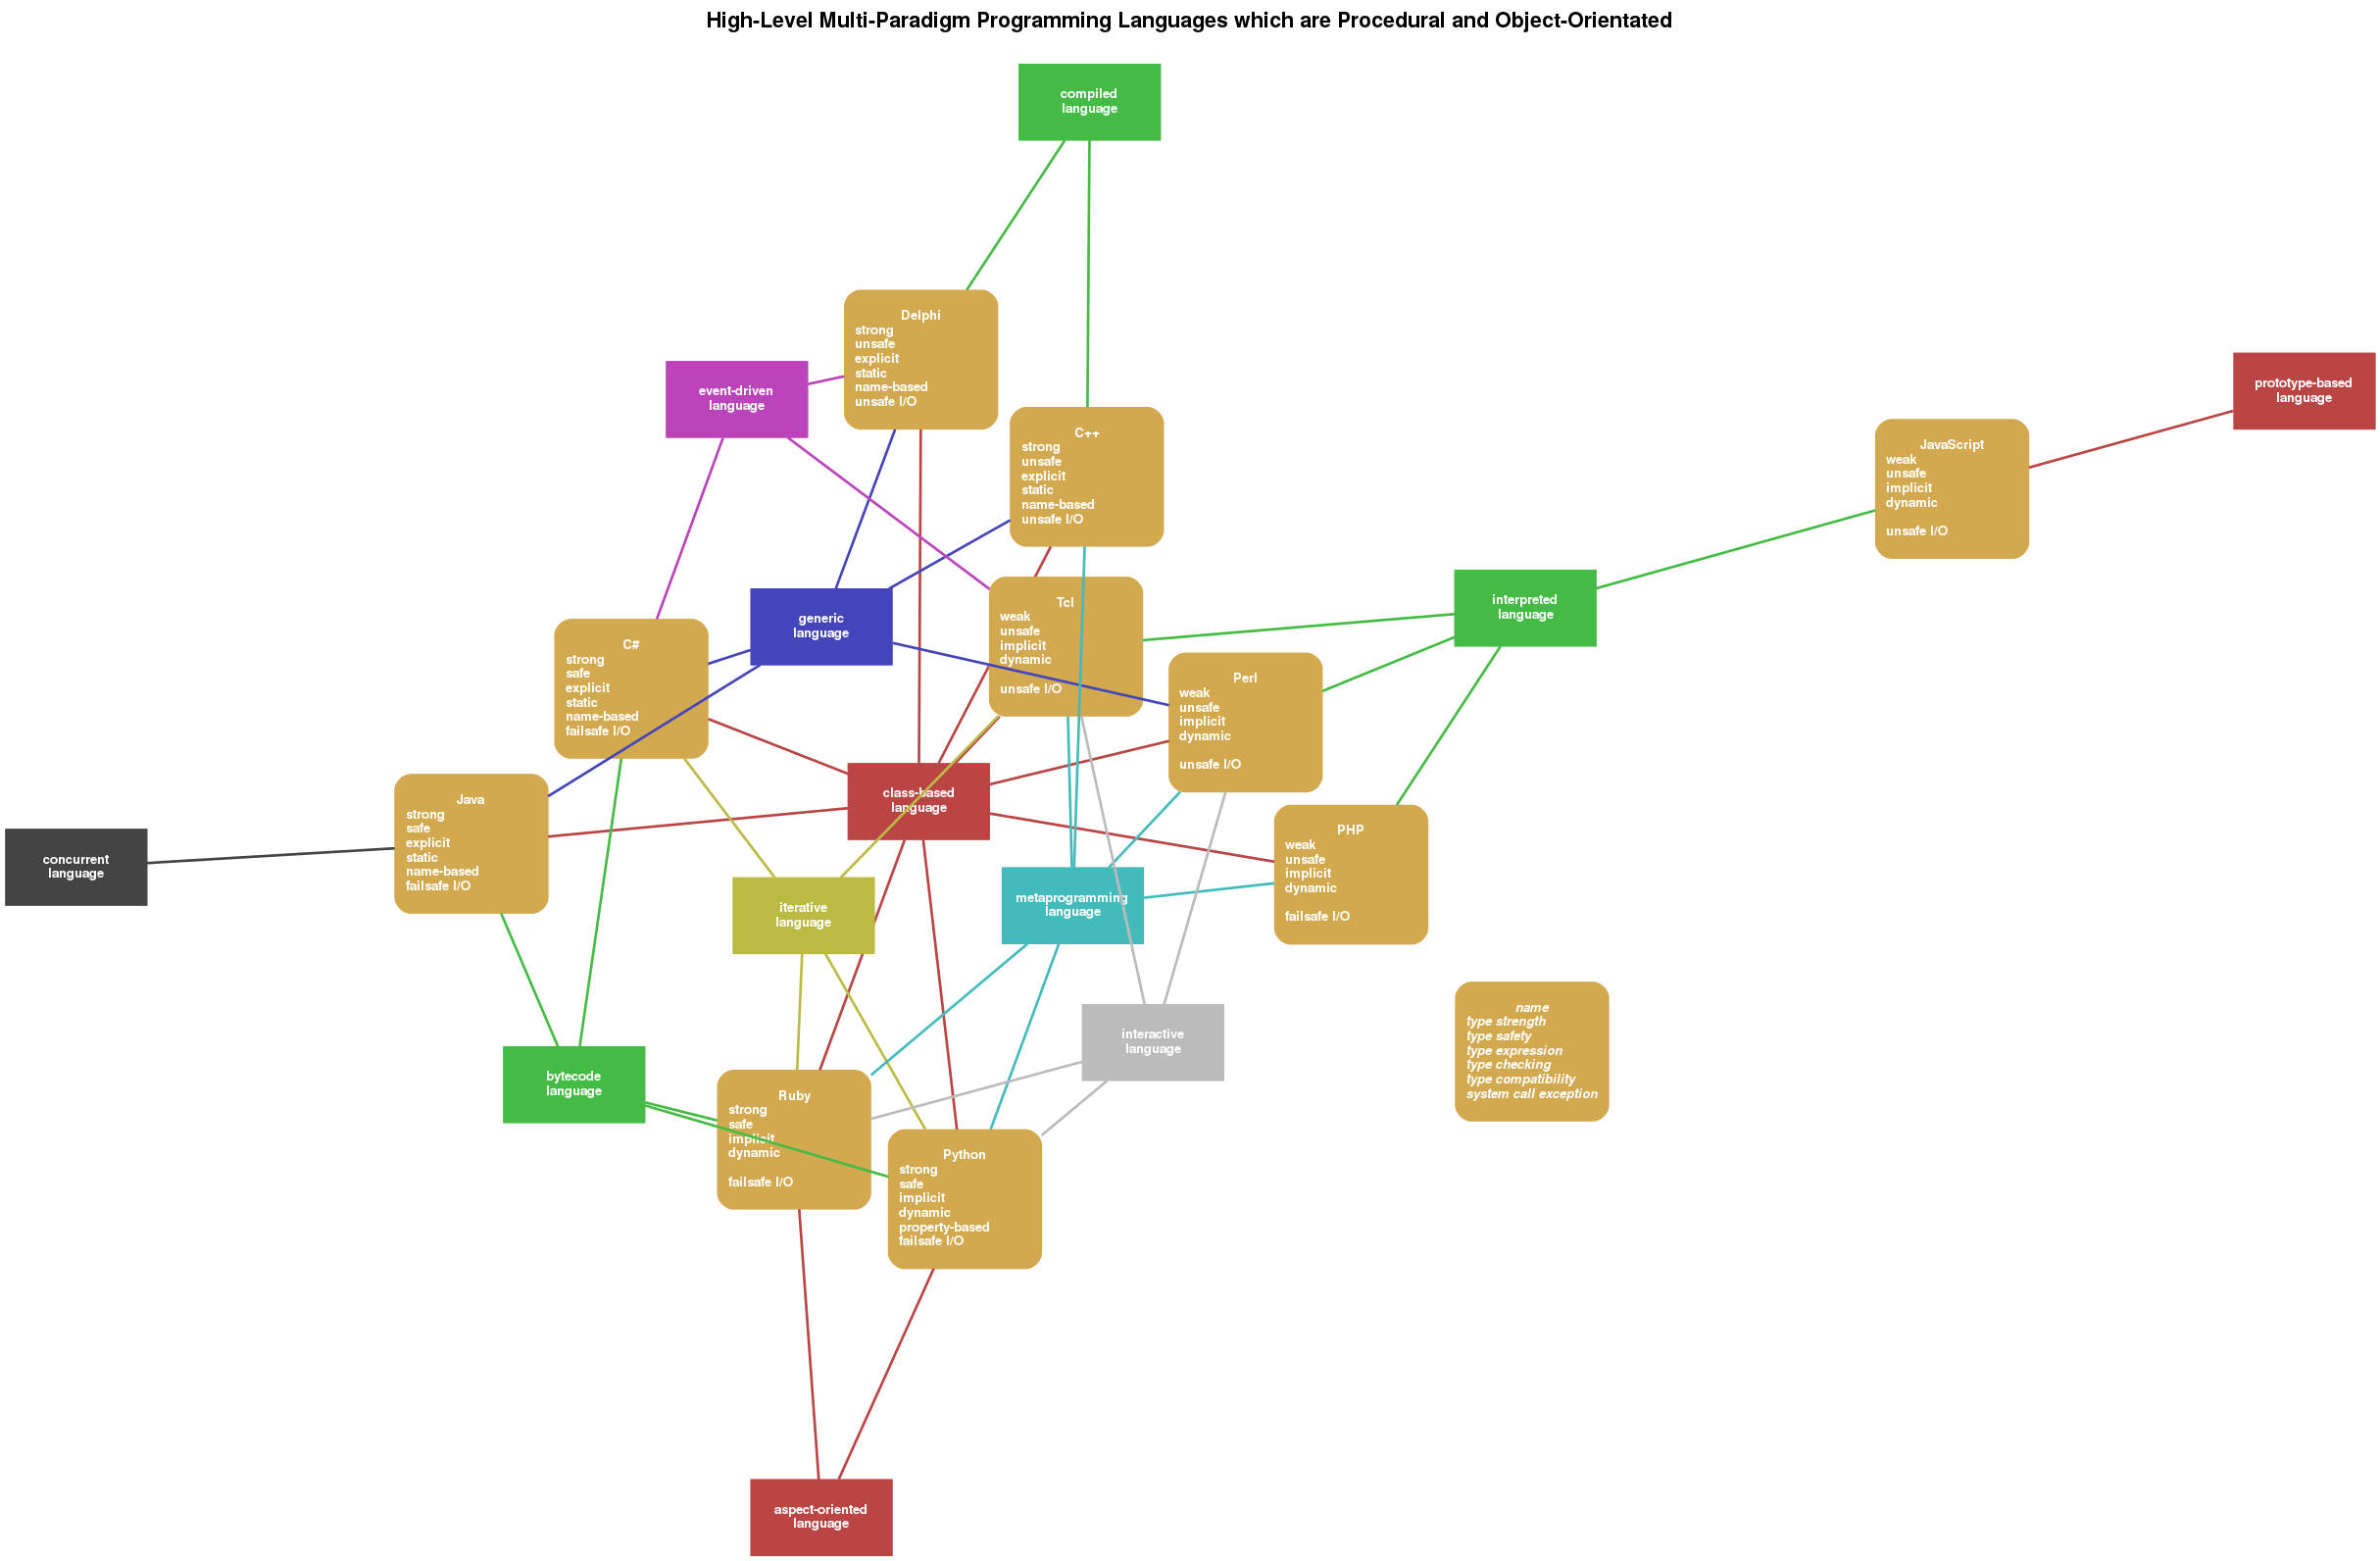 High-Level Multi-Paradigm Programming Languages which are Procedural and Object-Orientated
compiled
language
Delphi
strong
unsafe
explicit
static
name-based
unsafe I/O
event-driven
language
prototype-based
language
C++
strong
unsafe
explicit
static
name-based
unsafe I/O
JavaScript
weak
unsafe
implicit
dynamic
unsafe I/O
interpreted
language
generic
language
Tcl
weak
unsafe
implicit
dynamic
unsafe I/O
C#
strong
safe
explicit
static
name-based
failsafe I/O
Perl
weak
unsafe
implicit
dynamic
unsafe I/O
class-based
language
Java
strong
safe
explicit
static
name-based
failsafe I/O
PHP
weak
unsafe
implicit
dynamic
failsafe I/O
concurrent
language
iterative
language
metaprogramming
language
interactive
language
name
type strength
type safety
type expression
type checking
type compatibility
system call exception
bytecode
language
Ruby
strong
safe
implicit
dynamic
failsafe I/O
Python
strong
safe
implicit
dynamic
property-based
failsafe I/O
aspect-oriented
language